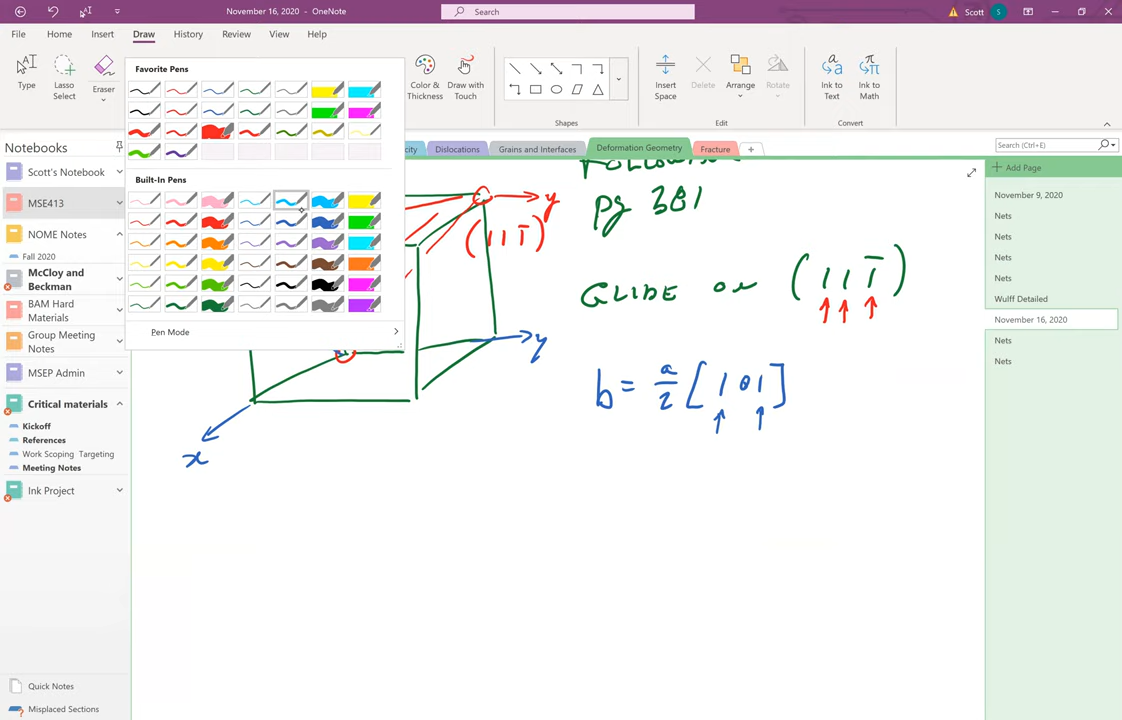 November 16, 2020 - OneNote
Search
Scott
S
File
Home
Insert
Draw
History
Review
View
Help
Type
Lasso Select
Eraser
Favorite Pens
Built-In Pens
Pen Mode
Color & Thickness
Draw with Touch
Shapes
Insert Space
Delete
Arrange
Rotate
Edit
Ink to Text
Ink to Math
Convert
Notebooks
Scott's Notebook
MSE413
NOME Notes
Fall 2020
McCloy and Beckman
BAM Hard Materials
Group Meeting Notes
MSEP Admin
Critical materials
Kickoff
References
Work Scoping Targeting
Meeting Notes
Ink Project
Quick Notes
Misplaced Sections
Dislocations
Grains and Interfaces
Deformation Geometry
Fracture
Search (Ctrl+E)
Add Page
November 9, 2020
Nets
Nets
Nets
Nets
Wulff Detailed
November 16, 2020
Nets
Nets
pg 381
y
(1 1 1̅)
GLIDE on (1 1 1̅)
y
b = a/2 [1 0 1]
x